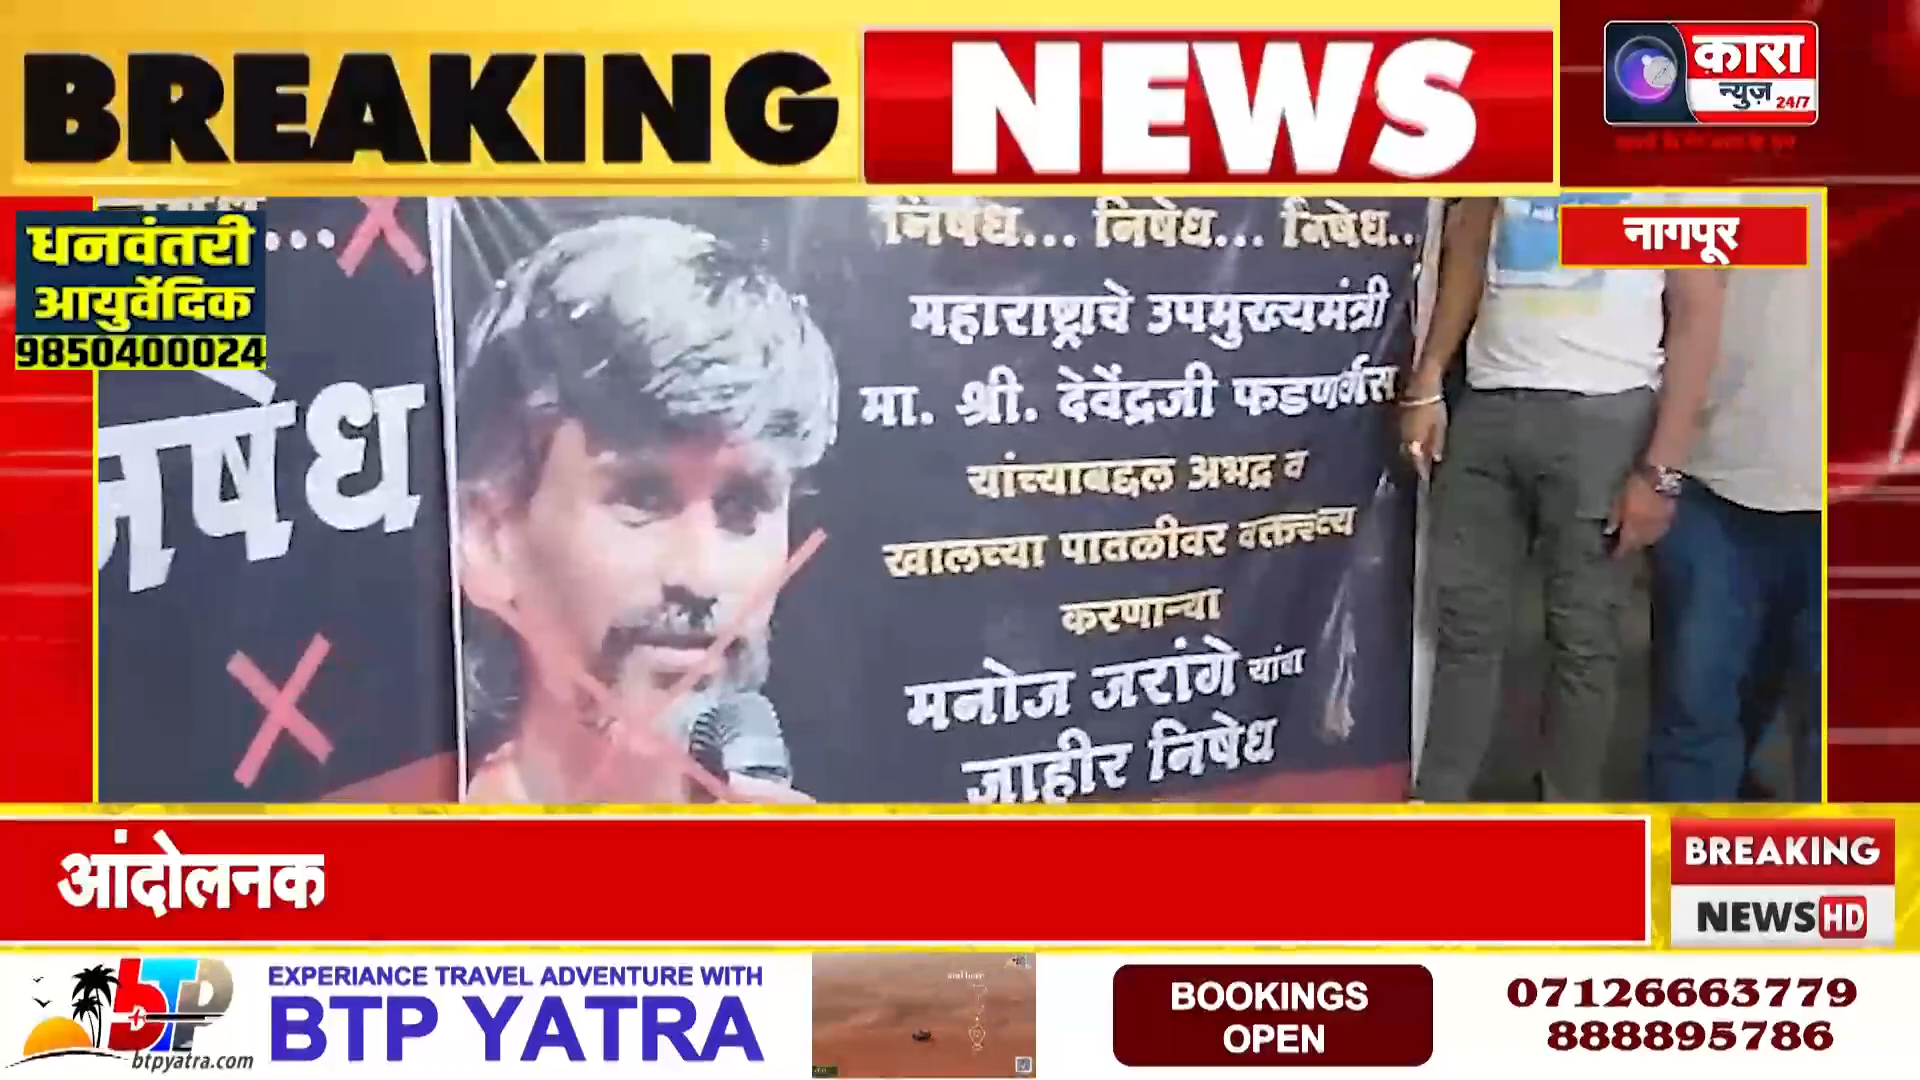 BREAKING NEWS
कारा
न्युज़ 24/7
नागपूर
धनवंतरी
आयुर्वेदिक
9850400024
निषेध... निषेध... निषेध...
महाराष्ट्राचे उपमुख्यमंत्री
मा. श्री. देवेंद्रजी फडणवीस
यांच्याबद्दल अभद्र व
खालच्या पातळीवर वक्तव्य
करणाऱ्या
मनोज जरांगे यांचा
जाहीर निषेध
आंदोलनक
BREAKING
NEWS HD
bTp
btpyatra.com
EXPERIANCE TRAVEL ADVENTURE WITH
BTP YATRA
BOOKINGS
OPEN
07126663779
888895786